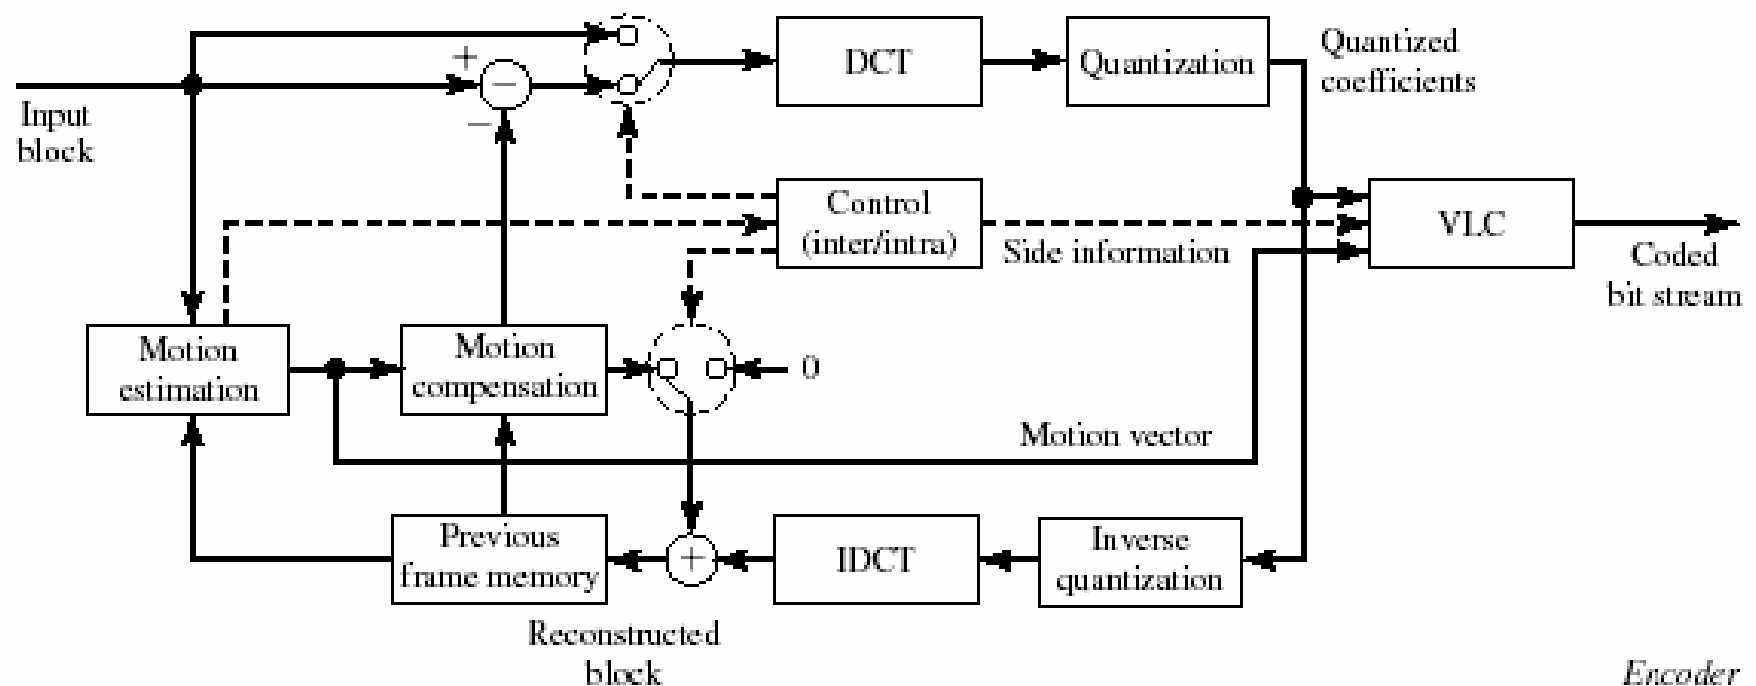 Input
block
+
−
−
DCT
Quantization
Quantized
coefficients
Control
(inter/intra)
Side information
VLC
Coded
bit stream
Motion
estimation
Motion
compensation
0
Motion vector
Previous
frame memory
+
IDCT
Inverse
quantization
Reconstructed
block
Encoder